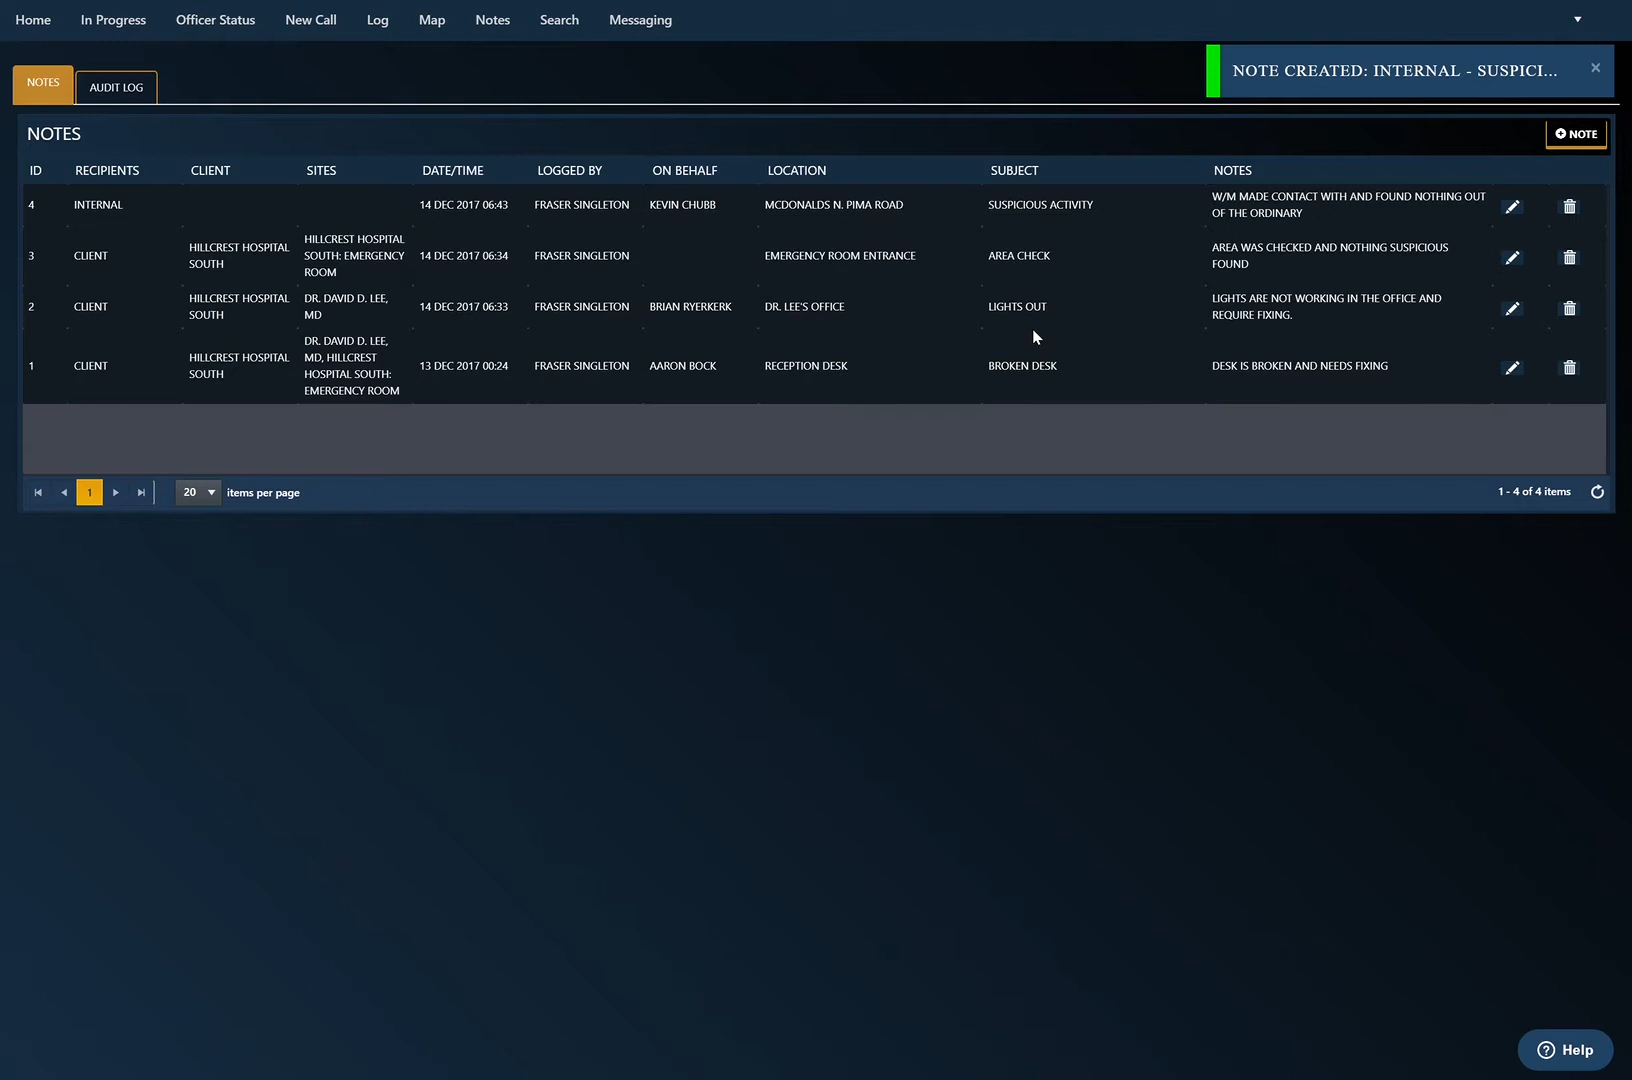 Home In Progress Officer Status New Call Log Map Notes Search Messaging
NOTE CREATED: INTERNAL - SUSPICI...
NOTES AUDIT LOG
NOTES
NOTE
ID RECIPIENTS CLIENT SITES DATE/TIME LOGGED BY ON BEHALF LOCATION SUBJECT NOTES
4 INTERNAL 14 DEC 2017 06:43 FRASER SINGLETON KEVIN CHUBB MCDONALDS N. PIMA ROAD SUSPICIOUS ACTIVITY W/M MADE CONTACT WITH AND FOUND NOTHING OUT
OF THE ORDINARY
3 CLIENT HILLCREST HOSPITAL
SOUTH
HILLCREST HOSPITAL
SOUTH: EMERGENCY
ROOM
14 DEC 2017 06:34 FRASER SINGLETON EMERGENCY ROOM ENTRANCE AREA CHECK AREA WAS CHECKED AND NOTHING SUSPICIOUS
FOUND
2 CLIENT HILLCREST HOSPITAL
SOUTH
DR. DAVID D. LEE,
MD
14 DEC 2017 06:33 FRASER SINGLETON BRIAN RYERKERK DR. LEE'S OFFICE LIGHTS OUT LIGHTS ARE NOT WORKING IN THE OFFICE AND
REQUIRE FIXING.
1 CLIENT HILLCREST HOSPITAL
SOUTH
DR. DAVID D. LEE,
MD, HILLCREST
HOSPITAL SOUTH:
EMERGENCY ROOM
13 DEC 2017 00:24 FRASER SINGLETON AARON BOCK RECEPTION DESK BROKEN DESK DESK IS BROKEN AND NEEDS FIXING
1 20 items per page 1 - 4 of 4 items
Help